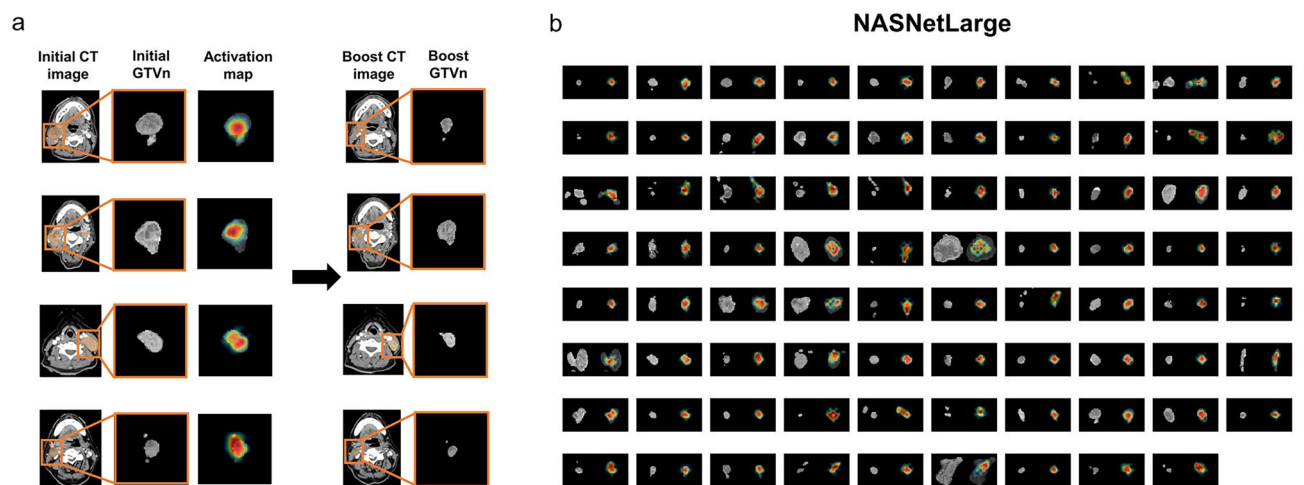 a
Initial CT
image
Initial
GTVn
Activation
map
Boost CT
image
Boost
GTVn
b
NASNetLarge